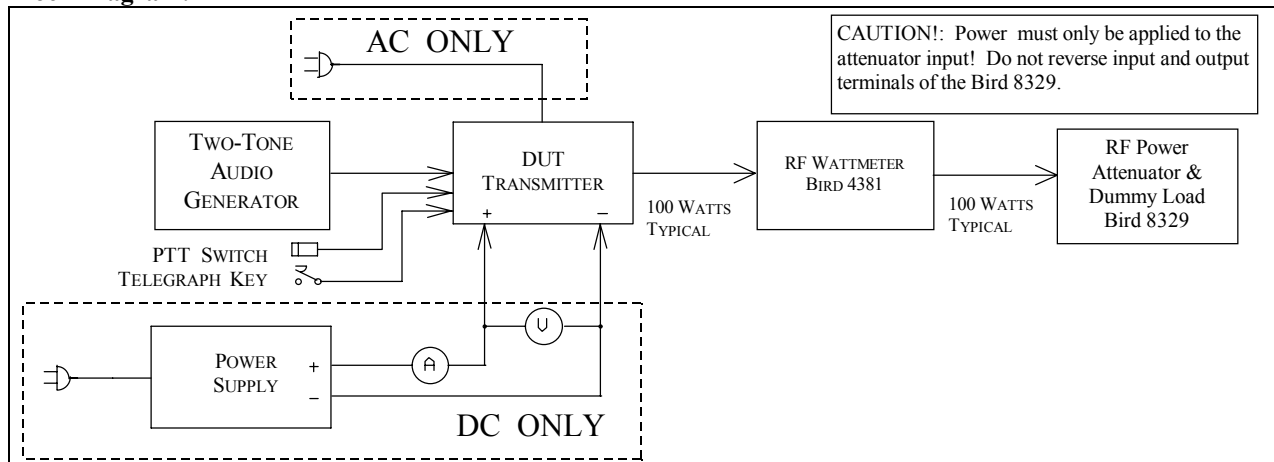 AC ONLY
CAUTION!: Power must only be applied to the
attenuator input! Do not reverse input and output
terminals of the Bird 8329.
TWO-TONE
AUDIO
GENERATOR
DUT
TRANSMITTER
+ –
RF WATTMETER
BIRD 4381
RF Power
Attenuator &
Dummy Load
Bird 8329
100 WATTS
TYPICAL
100 WATTS
TYPICAL
PTT SWITCH
TELEGRAPH KEY
V
POWER
SUPPLY
+
–
A
DC ONLY